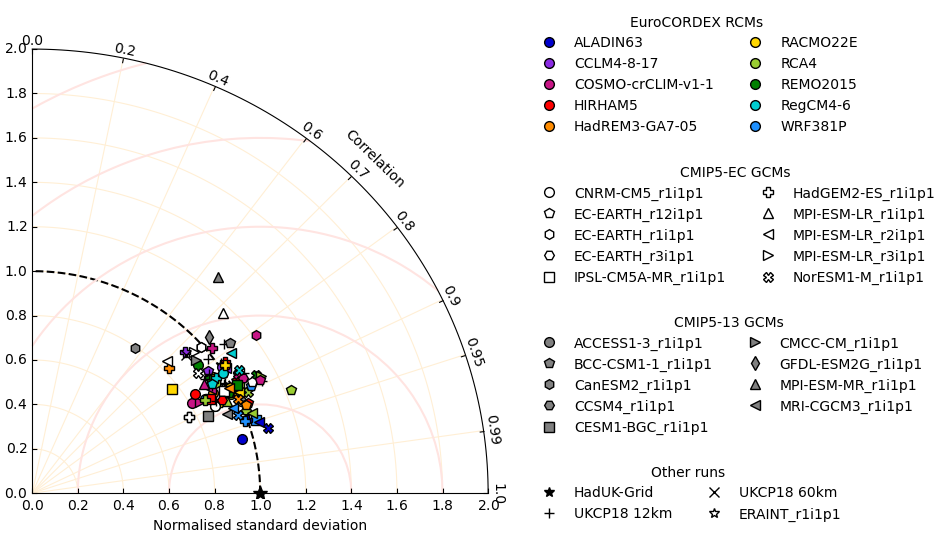 EuroCORDEX RCMs
ALADIN63
RACMO22E
CCLM4-8-17
RCA4
COSMO-crCLIM-v1-1
REMO2015
HIRHAM5
RegCM4-6
HadREM3-GA7-05
WRF381P
CMIP5-EC GCMs
CNRM-CM5_r1i1p1
HadGEM2-ES_r1i1p1
EC-EARTH_r12i1p1
MPI-ESM-LR_r1i1p1
EC-EARTH_r1i1p1
MPI-ESM-LR_r2i1p1
EC-EARTH_r3i1p1
MPI-ESM-LR_r3i1p1
IPSL-CM5A-MR_r1i1p1
NorESM1-M_r1i1p1
CMIP5-13 GCMs
ACCESS1-3_r1i1p1
CMCC-CM_r1i1p1
BCC-CSM1-1_r1i1p1
GFDL-ESM2G_r1i1p1
CanESM2_r1i1p1
MPI-ESM-MR_r1i1p1
CCSM4_r1i1p1
MRI-CGCM3_r1i1p1
CESM1-BGC_r1i1p1
Other runs
HadUK-Grid
UKCP18 60km
UKCP18 12km
ERAINT_r1i1p1
Correlation
0.0
0.2
0.4
0.6
0.7
0.8
0.9
0.95
0.99
1.0
2.0
1.8
1.6
1.4
1.2
1.0
0.8
0.6
0.4
0.2
0.0
0.0 0.2 0.4 0.6 0.8 1.0 1.2 1.4 1.6 1.8 2.0
Normalised standard deviation